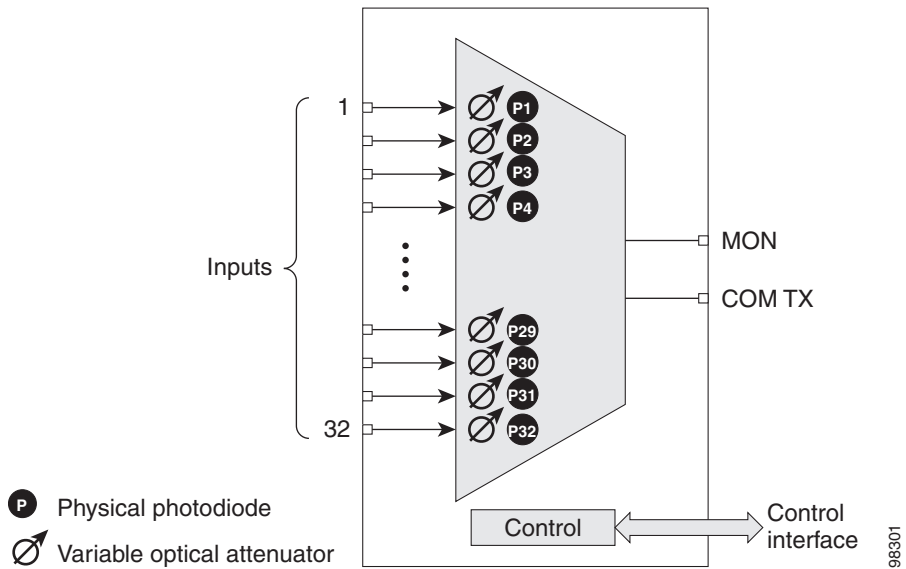 1
P1
P2
P3
P4
Inputs
MON
COM TX
P29
P30
P31
32
P32
P Physical photodiode
Variable optical attenuator
Control
Control
interface
98301